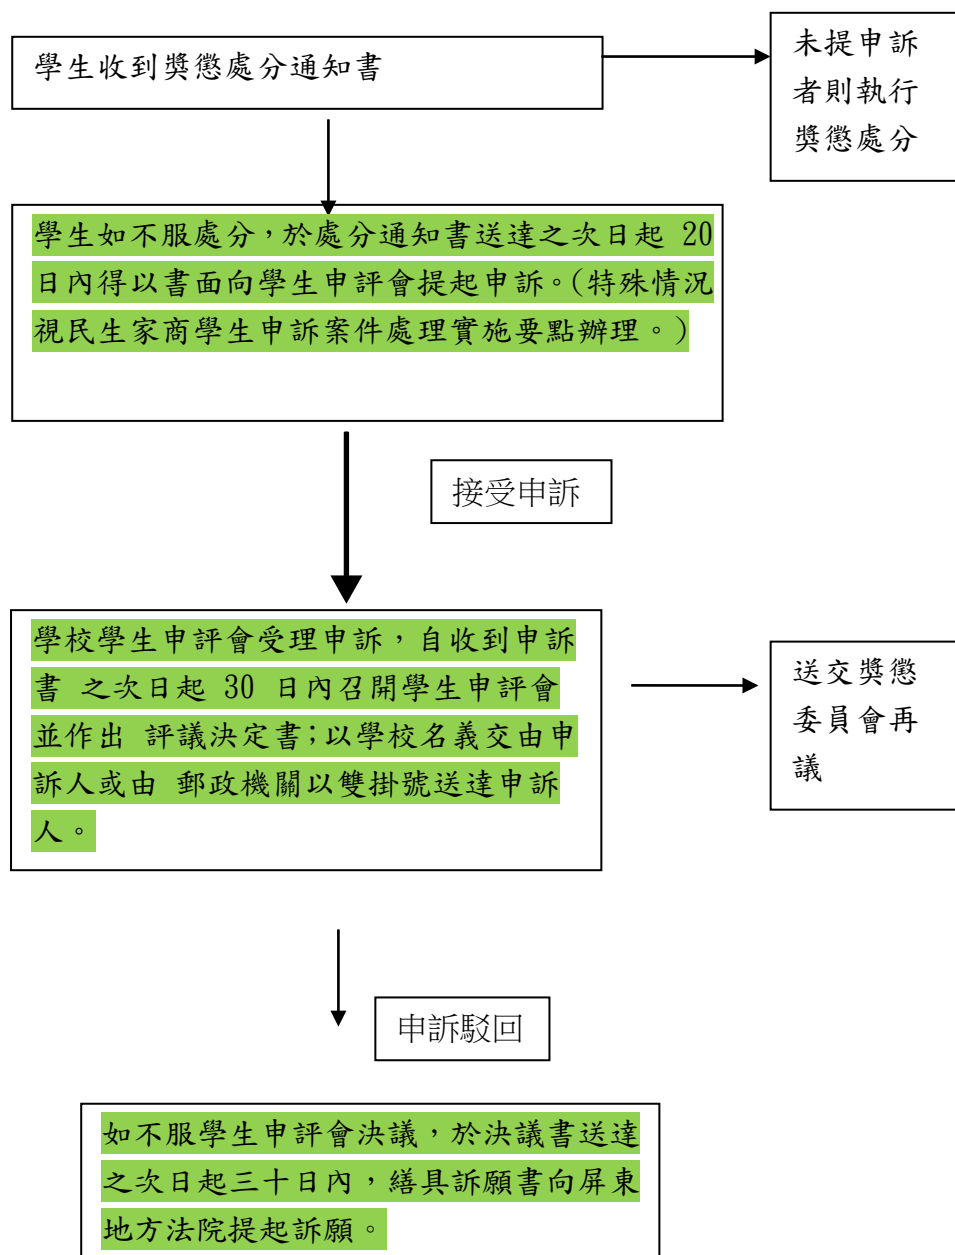 學生收到獎懲處分通知書
未提申訴
者則執行
獎懲處分
學生如不服處分，於處分通知書送達之次日起 20
日內得以書面向學生申評會提起申訴。(特殊情況
視民生家商學生申訴案件處理實施要點辦理。)
接受申訴
學校學生申評會受理申訴，自收到申訴
書 之次日起 30 日內召開學生申評會
並作出 評議決定書;以學校名義交由申
訴人或由 郵政機關以雙掛號送達申訴
人。
送交獎懲
委員會再
議
申訴駁回
如不服學生申評會決議，於決議書送達
之次日起三十日內，繕具訴願書向屏東
地方法院提起訴願。